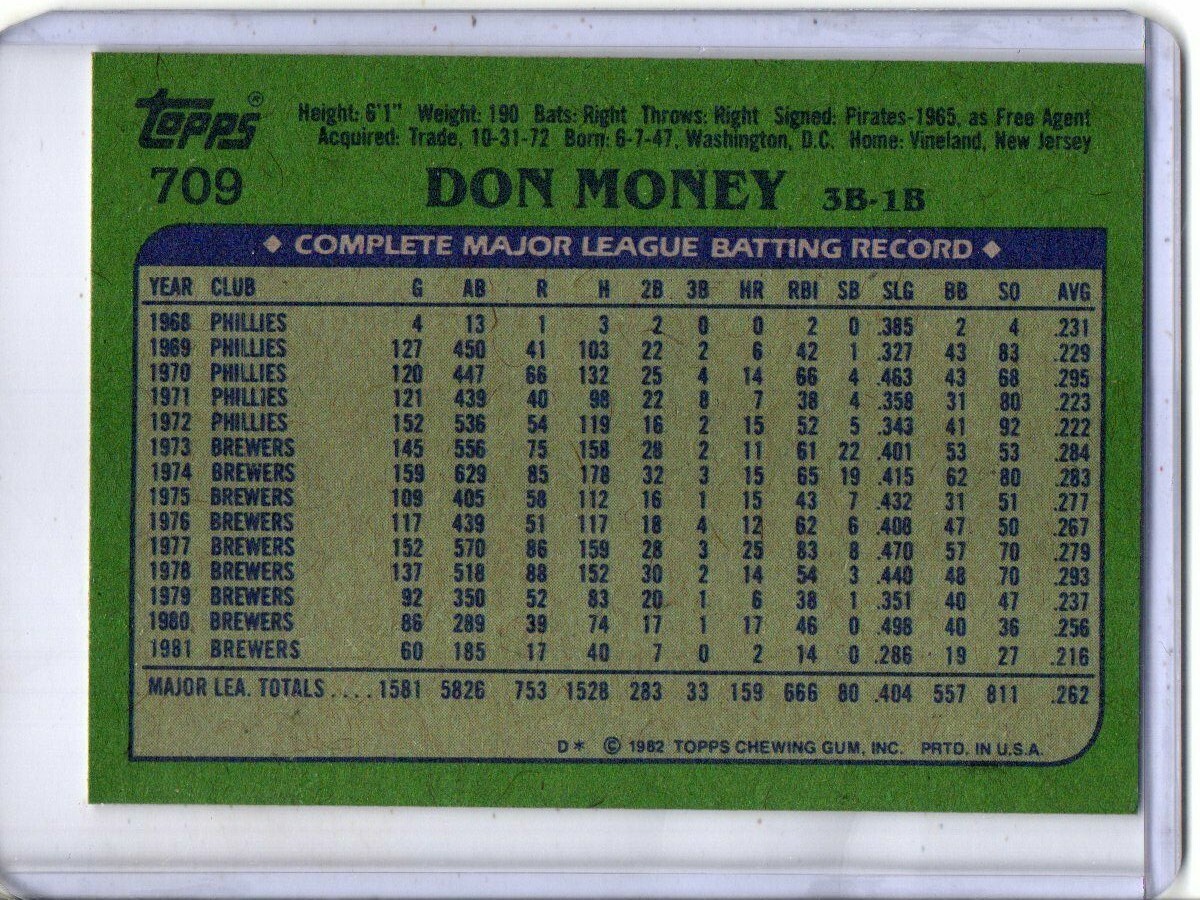 Topps®
Height: 6'1" Weight: 190 Bats: Right Throws: Right Signed: Pirates-1965, as Free Agent
Acquired: Trade, 10-31-72 Born: 6-7-47, Washington, D.C. Home: Vineland, New Jersey
709 DON MONEY 3B-1B
◆ COMPLETE MAJOR LEAGUE BATTING RECORD ◆
YEAR CLUB G AB R H 2B 3B HR RBI SB SLG BB SO AVG
1968 PHILLIES 4 13 1 3 2 0 0 2 0 .385 2 4 .231
1969 PHILLIES 127 450 41 103 22 2 6 42 1 .327 43 83 .229
1970 PHILLIES 120 447 66 132 25 4 14 66 4 .463 43 68 .295
1971 PHILLIES 121 439 40 98 22 8 7 38 4 .358 31 80 .223
1972 PHILLIES 152 536 54 119 16 2 15 52 5 .343 41 92 .222
1973 BREWERS 145 556 75 158 28 2 11 61 22 .401 53 53 .284
1974 BREWERS 159 629 85 178 32 3 15 65 19 .415 62 80 .283
1975 BREWERS 109 405 58 112 16 1 15 43 7 .432 31 51 .277
1976 BREWERS 117 439 51 117 18 4 12 62 6 .408 47 50 .267
1977 BREWERS 152 570 86 159 28 3 25 83 8 .470 57 70 .279
1978 BREWERS 137 518 88 152 30 2 14 54 3 .440 48 70 .293
1979 BREWERS 92 350 52 83 20 1 6 38 1 .351 40 47 .237
1980 BREWERS 86 289 39 74 17 1 17 46 0 .498 40 36 .256
1981 BREWERS 60 185 17 40 7 0 2 14 0 .286 19 27 .216
MAJOR LEA. TOTALS .... 1581 5826 753 1528 283 33 159 666 80 .404 557 811 .262
D* © 1982 TOPPS CHEWING GUM, INC. PRTD. IN U.S.A.